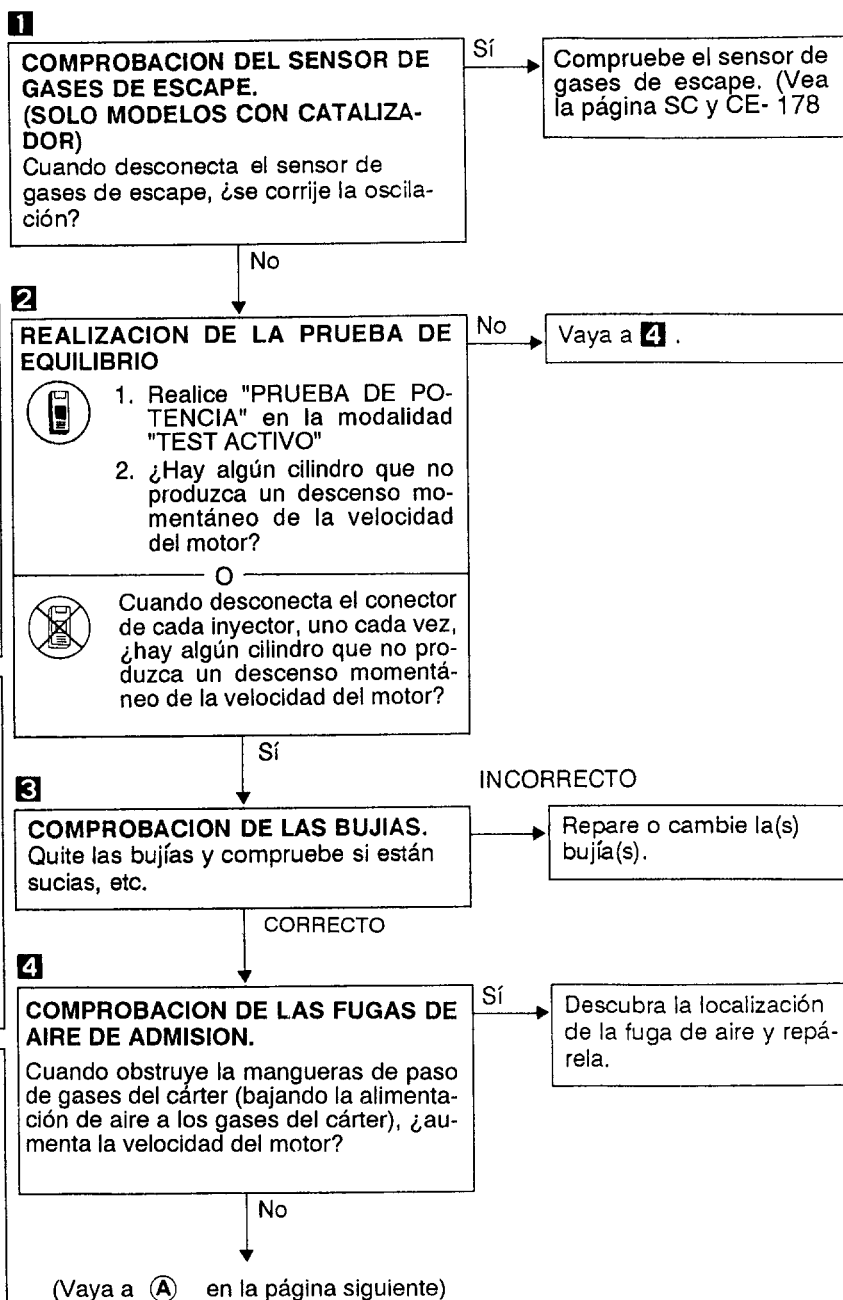 1
COMPROBACION DEL SENSOR DE
GASES DE ESCAPE.
(SOLO MODELOS CON CATALIZA-
DOR)
Cuando desconecta el sensor de
gases de escape, ¿se corrije la oscila-
ción?
Sí
Compruebe el sensor de
gases de escape. (Vea
la página SC y CE- 178
No
2
REALIZACION DE LA PRUEBA DE
EQUILIBRIO
1. Realice "PRUEBA DE PO-
TENCIA" en la modalidad
"TEST ACTIVO"
2. ¿Hay algún cilindro que no
produzca un descenso mo-
mentáneo de la velocidad
del motor?
O
Cuando desconecta el conector
de cada inyector, uno cada vez,
¿hay algún cilindro que no pro-
duzca un descenso momentá-
neo de la velocidad del motor?
No
Vaya a 4 .
Sí
3
COMPROBACION DE LAS BUJIAS.
Quite las bujías y compruebe si están
sucias, etc.
INCORRECTO
Repare o cambie la(s)
bujía(s).
CORRECTO
4
COMPROBACION DE LAS FUGAS DE
AIRE DE ADMISION.
Cuando obstruye la mangueras de paso
de gases del cárter (bajando la alimenta-
ción de aire a los gases del cárter), ¿au-
menta la velocidad del motor?
Sí
Descubra la localización
de la fuga de aire y repá-
rela.
No
(Vaya a A en la página siguiente)